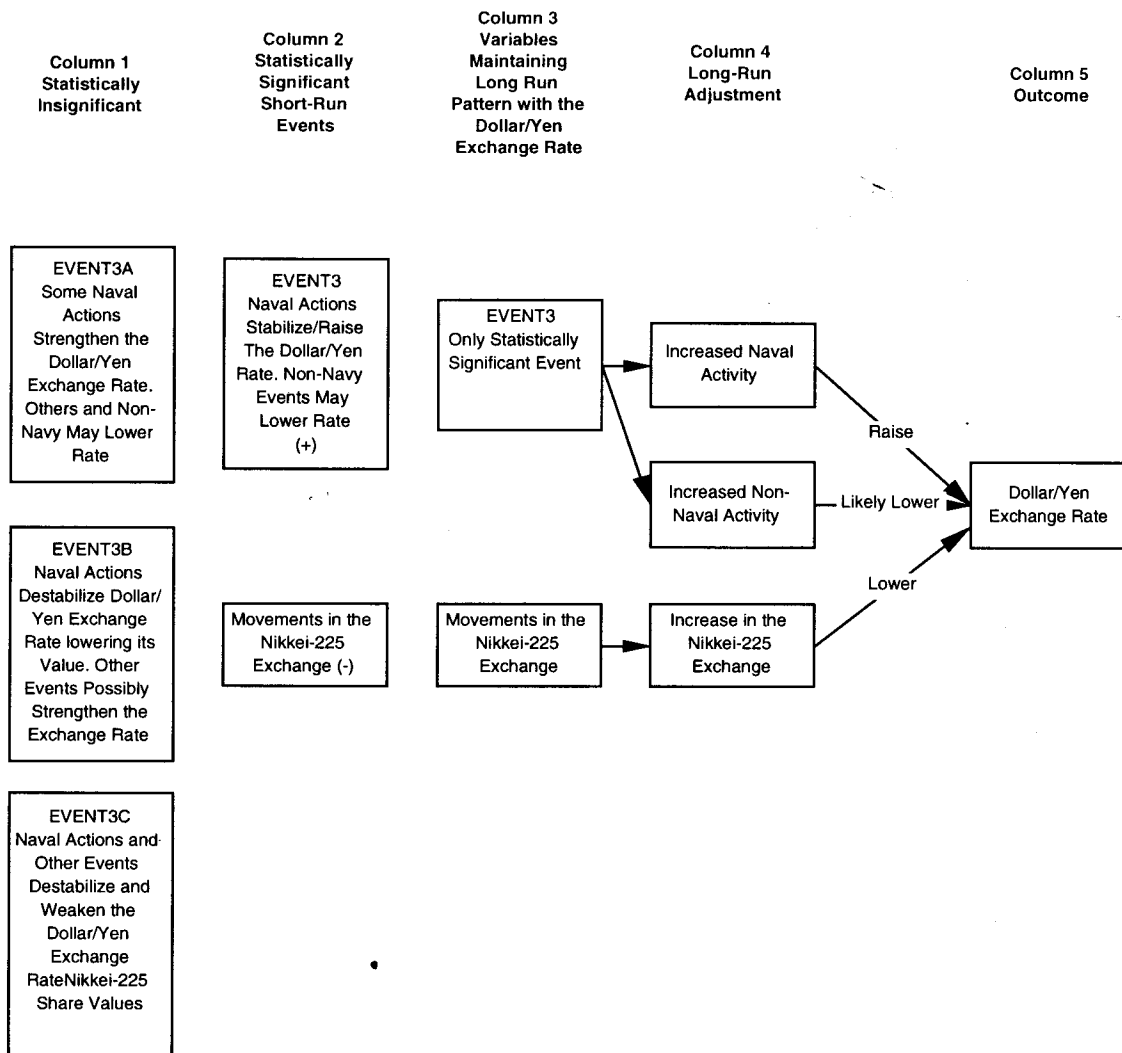 Column 1
Statistically
Insignificant
Column 2
Statistically
Significant
Short-Run
Events
Column 3
Variables
Maintaining
Long Run
Pattern with the
Dollar/Yen
Exchange Rate
Column 4
Long-Run
Adjustment
Column 5
Outcome
EVENT3A
Some Naval
Actions
Strengthen the
Dollar/Yen
Exchange Rate.
Others and Non-
Navy May Lower
Rate
EVENT3B
Naval Actions
Destabilize Dollar/
Yen Exchange
Rate lowering its
Value. Other
Events Possibly
Strengthen the
Exchange Rate
EVENT3C
Naval Actions and
Other Events
Destabilize and
Weaken the
Dollar/Yen
Exchange
RateNikkei-225
Share Values
EVENT3
Naval Actions
Stabilize/Raise
The Dollar/Yen
Rate. Non-Navy
Events May
Lower Rate
(+)
Movements in the
Nikkei-225
Exchange (-)
EVENT3
Only Statistically
Significant Event
Movements in the
Nikkei-225
Exchange
Increased Naval
Activity
Increased Non-
Naval Activity
Increase in the
Nikkei-225
Exchange
Raise
Likely Lower
Lower
Dollar/Yen
Exchange Rate